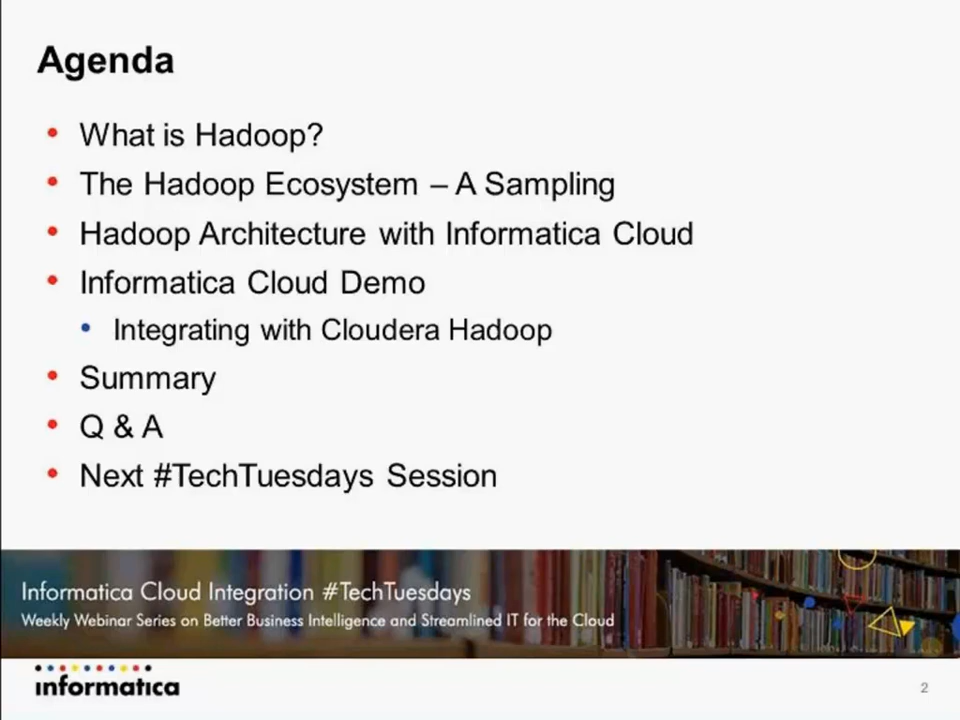 Agenda
• What is Hadoop?
• The Hadoop Ecosystem – A Sampling
• Hadoop Architecture with Informatica Cloud
• Informatica Cloud Demo
• Integrating with Cloudera Hadoop
• Summary
• Q & A
• Next #TechTuesdays Session
Informatica Cloud Integration #TechTuesdays
Weekly Webinar Series on Better Business Intelligence and Streamlined IT for the Cloud
informatica
2